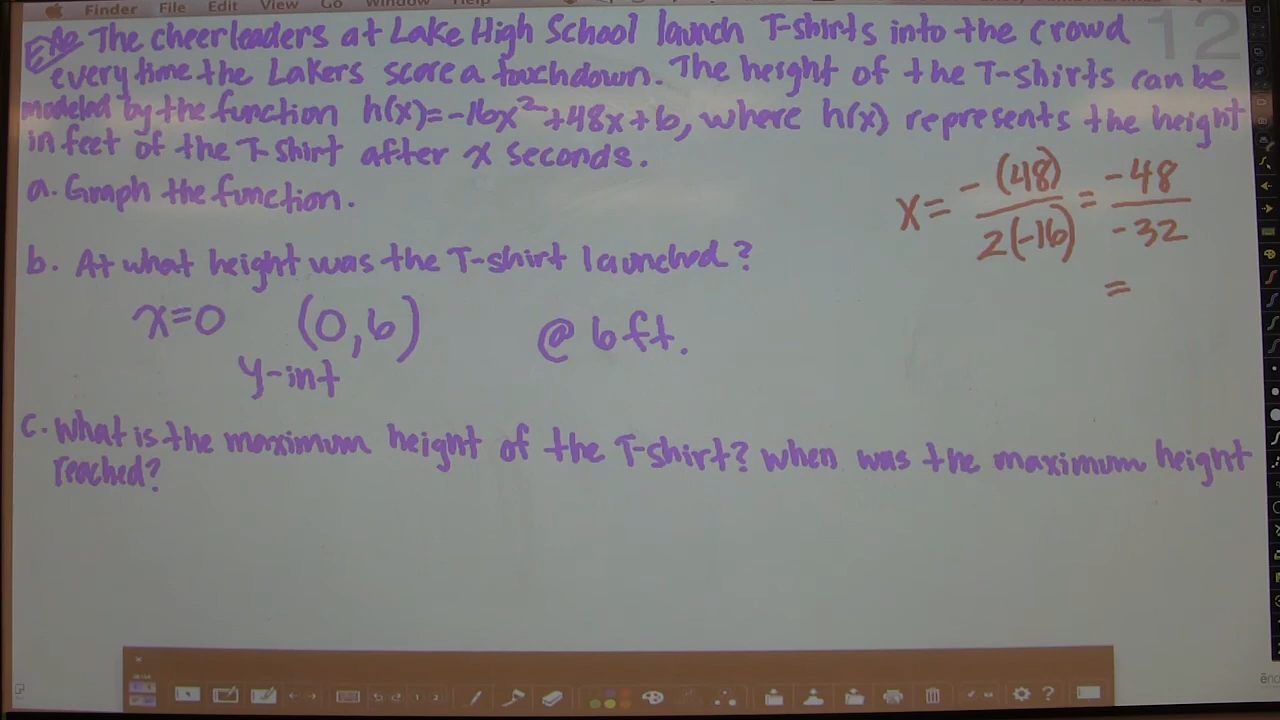 Finder File Edit View Go Window
12
Ex. The cheerleaders at Lake High School launch T-shirts into the crowd
every time the Lakers score a touchdown. The height of the T-shirts can be
modeled by the function h(x)=-16x²+48x+6, where h(x) represents the height
in feet of the T-shirt after x seconds.
a. Graph the function.
x= -(48)/2(-16) = -48/-32
=
b. At what height was the T-shirt launched?
x=0 (0,6) @ 6 ft.
y-int
c. What is the maximum height of the T-shirt? When was the maximum height
reached?